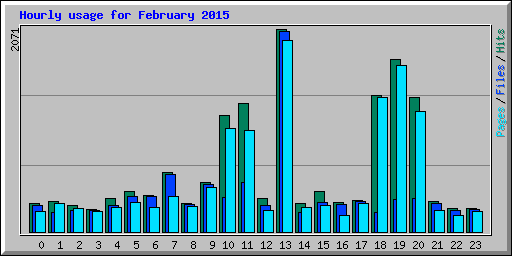 Hourly usage for February 2015
2071
Pages/Files/Hits
0 1 2 3 4 5 6 7 8 9 10 11 12 13 14 15 16 17 18 19 20 21 22 23